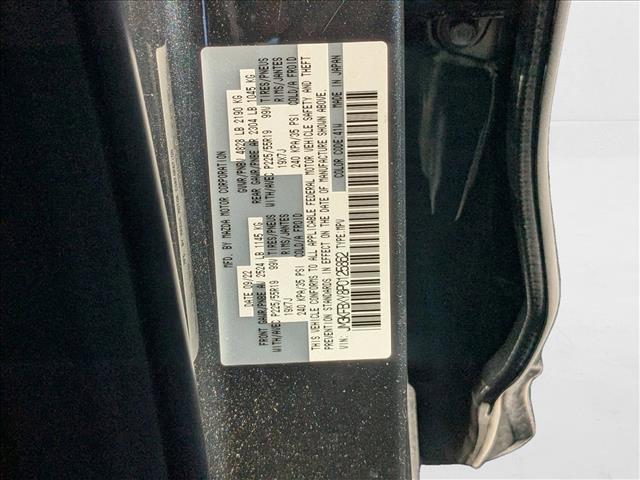 MFD. BY MAZDA MOTOR CORPORATION
DATE 09/22 GVWR/PNBV 4828 LB 2190 KG
FRONT GAWR/PNBE AV 2524 LB 1145 KG REAR GAWR/PNBE AR 2304 LB 1045 KG
WITH/AVEC P225/55R19 99V TIRES/PNEUS WITH/AVEC P225/55R19 99V TIRES/PNEUS
19X7J RIMS/JANTES 19X7J RIMS/JANTES
240 KPA/35 PSI COLD/A FROID 240 KPA/35 PSI COLD/A FROID
THIS VEHICLE CONFORMS TO ALL APPLICABLE FEDERAL MOTOR VEHICLE SAFETY AND THEFT
PREVENTION STANDARDS IN EFFECT ON THE DATE OF MANUFACTURE SHOWN ABOVE.
VIN: JM3KFBXY8P0125862 TYPE: MPV COLOR CODE: 41W MADE IN JAPAN